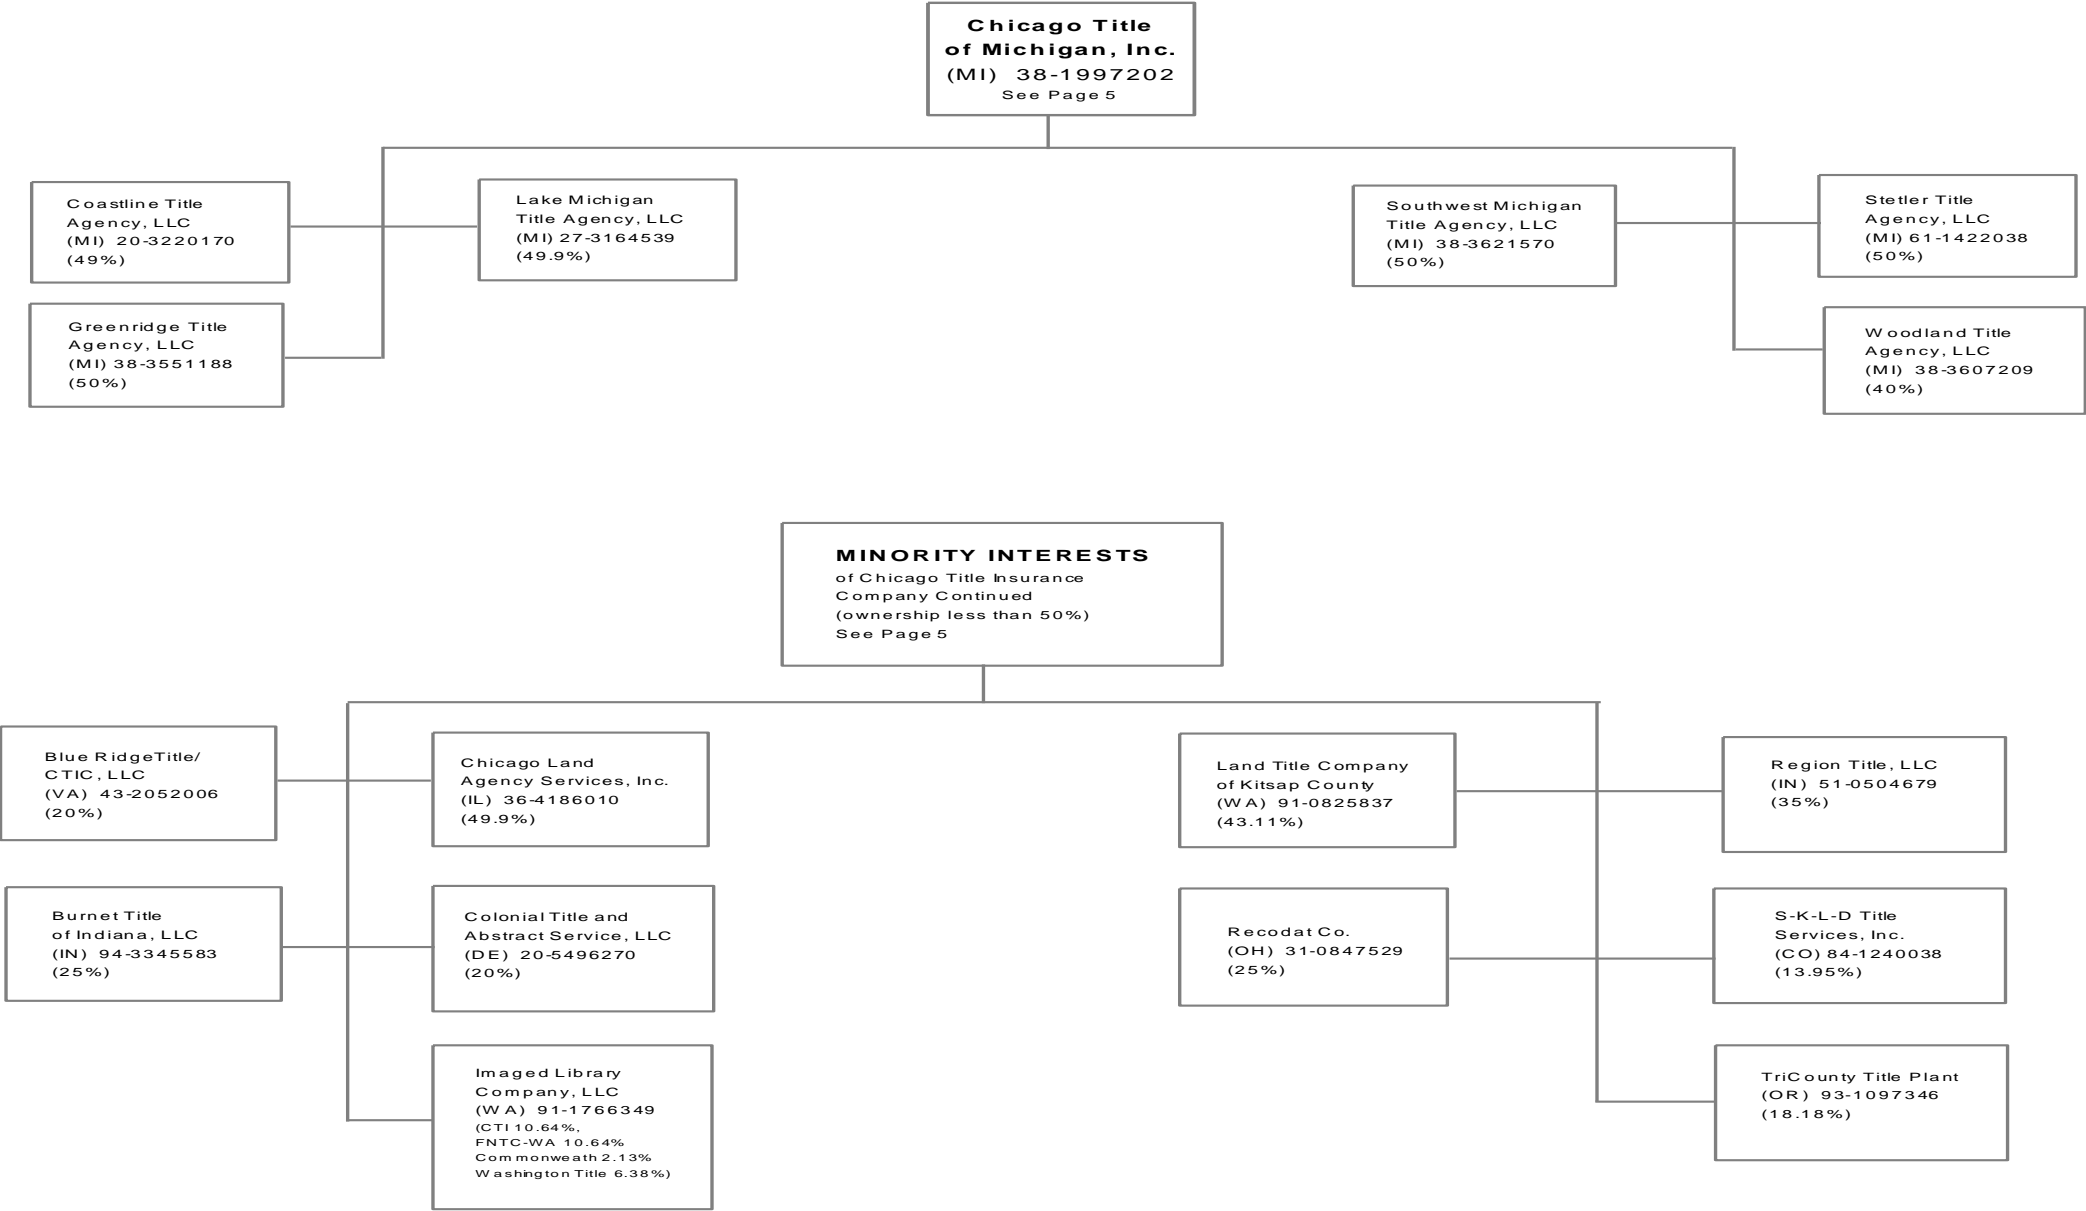 Chicago Title
of Michigan, Inc.
(MI) 38-1997202
See Page 5
Coastline Title
Agency, LLC
(MI) 20-3220170
(49%)
Lake Michigan
Title Agency, LLC
(MI) 27-3164539
(49.9%)
Southwest Michigan
Title Agency, LLC
(MI) 38-3621570
(50%)
Stetler Title
Agency, LLC
(MI) 61-1422038
(50%)
Greenridge Title
Agency, LLC
(MI) 38-3551188
(50%)
Woodland Title
Agency, LLC
(MI) 38-3607209
(40%)
MINORITY INTERESTS
of Chicago Title Insurance
Company Continued
(ownership less than 50%)
See Page 5
Blue RidgeTitle/
CTIC, LLC
(VA) 43-2052006
(20%)
Chicago Land
Agency Services, Inc.
(IL) 36-4186010
(49.9%)
Land Title Company
of Kitsap County
(WA) 91-0825837
(43.11%)
Region Title, LLC
(IN) 51-0504679
(35%)
Burnet Title
of Indiana, LLC
(IN) 94-3345583
(25%)
Colonial Title and
Abstract Service, LLC
(DE) 20-5496270
(20%)
Recodat Co.
(OH) 31-0847529
(25%)
S-K-L-D Title
Services, Inc.
(CO) 84-1240038
(13.95%)
Imaged Library
Company, LLC
(WA) 91-1766349
(CTI 10.64%,
FNTC-WA 10.64%
Commonweath 2.13%
Washington Title 6.38%)
TriCounty Title Plant
(OR) 93-1097346
(18.18%)